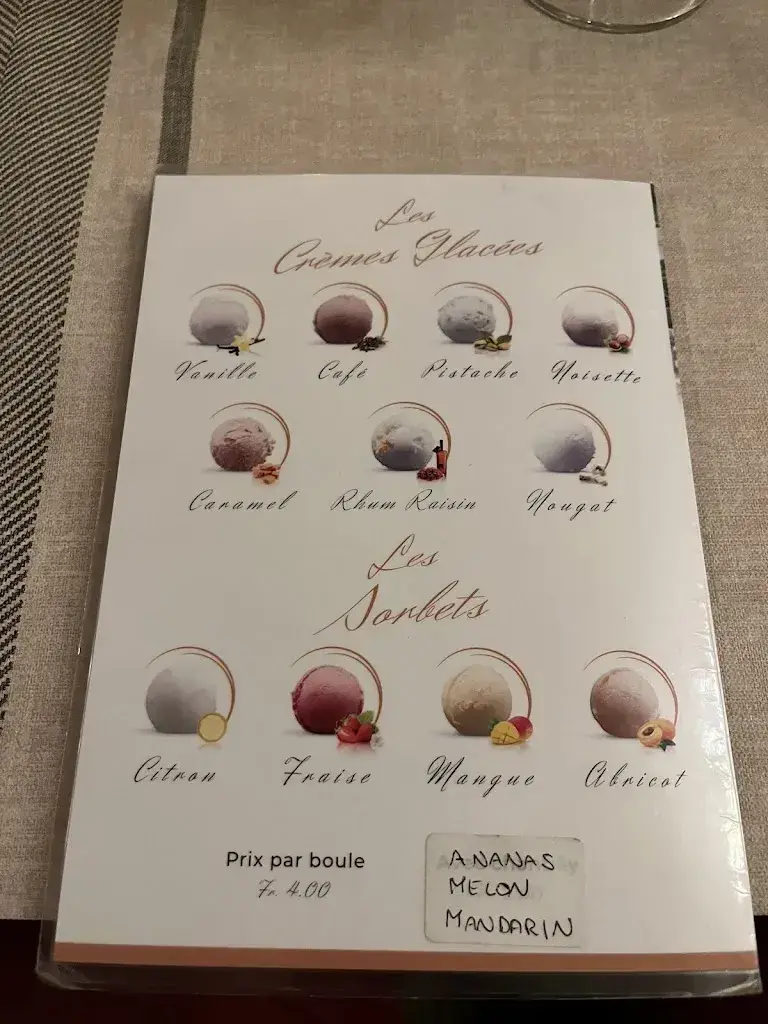 Les
Crèmes Glacées
Vanille Café Pistache Noisette
Caramel Rhum Raisin Nougat
Les
Sorbets
Citron Fraise Mangue Abricot
Prix par boule
Fr. 4.00
ANANAS
MELON
MANDARIN